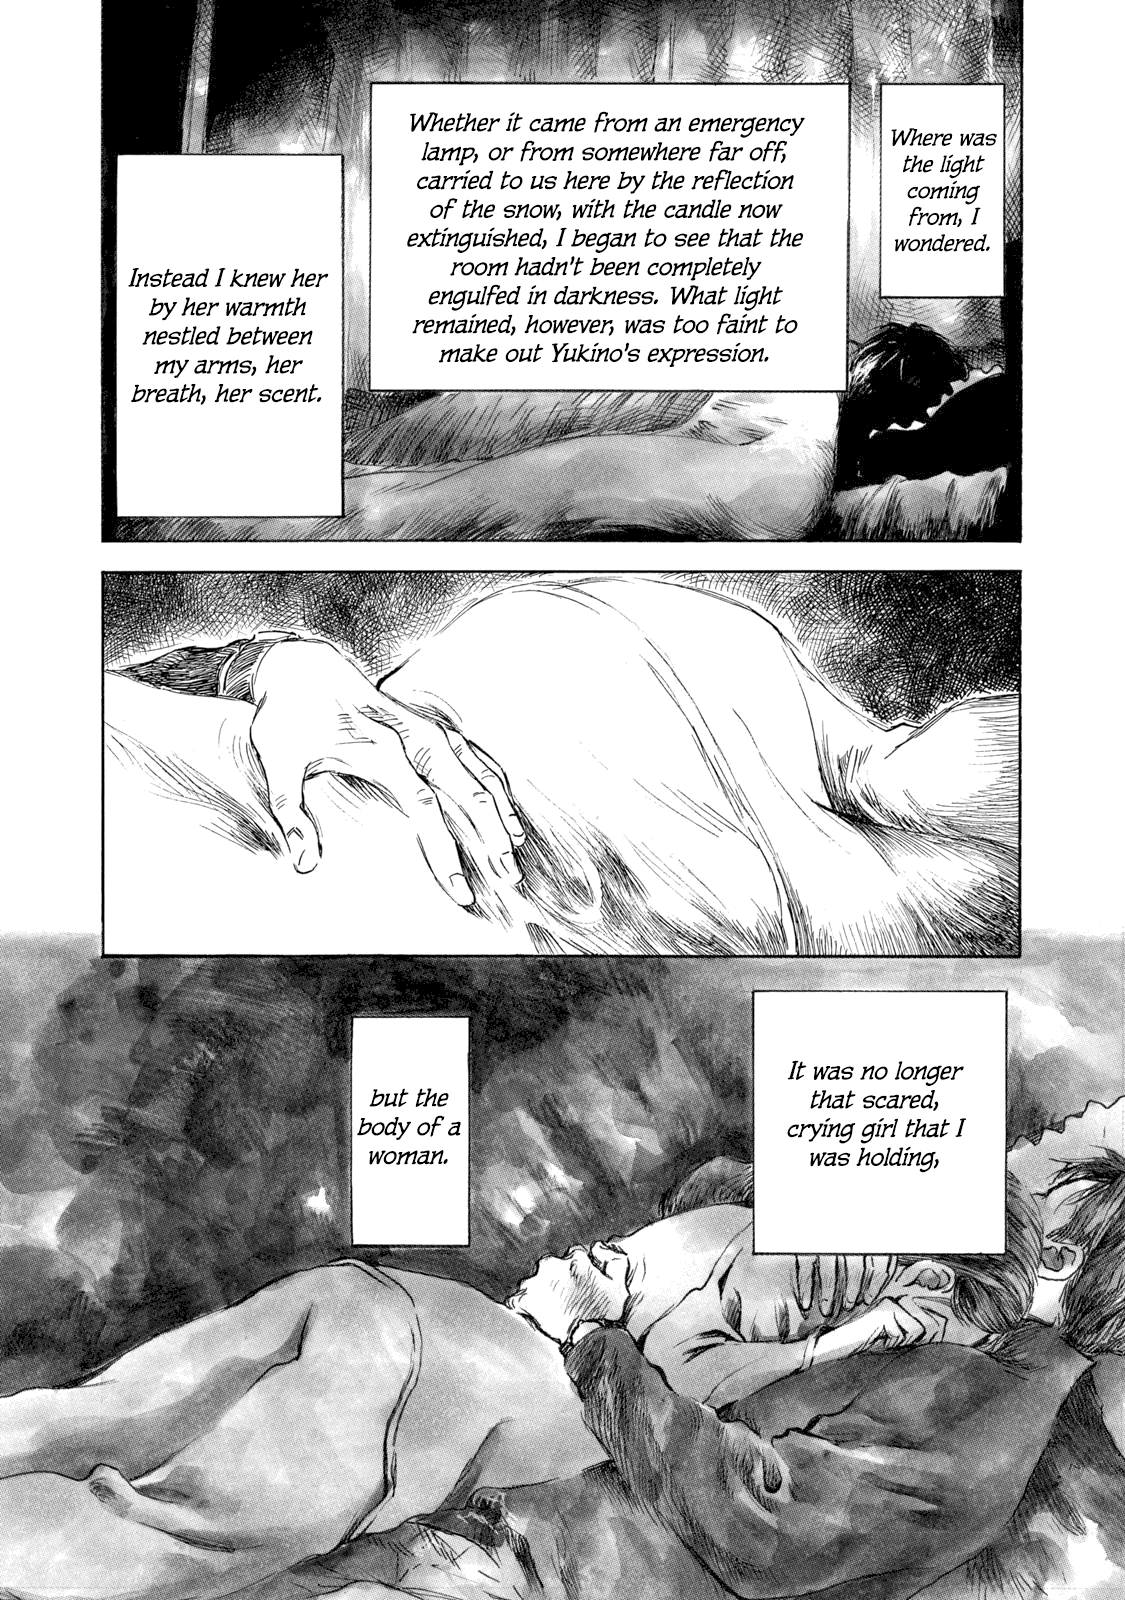 Where was
the light
coming
from, I
wondered.
Whether it came from an emergency
lamp, or from somewhere far off,
carried to us here by the reflection
of the snow, with the candle now
extinguished, I began to see that the
room hadn't been completely
engulfed in darkness. What light
remained, however, was too faint to
make out Yukino's expression.
Instead I knew her
by her warmth
nestled between
my arms, her
breath, her scent.
It was no longer
that scared,
crying girl that I
was holding,
but the
body of a
woman.